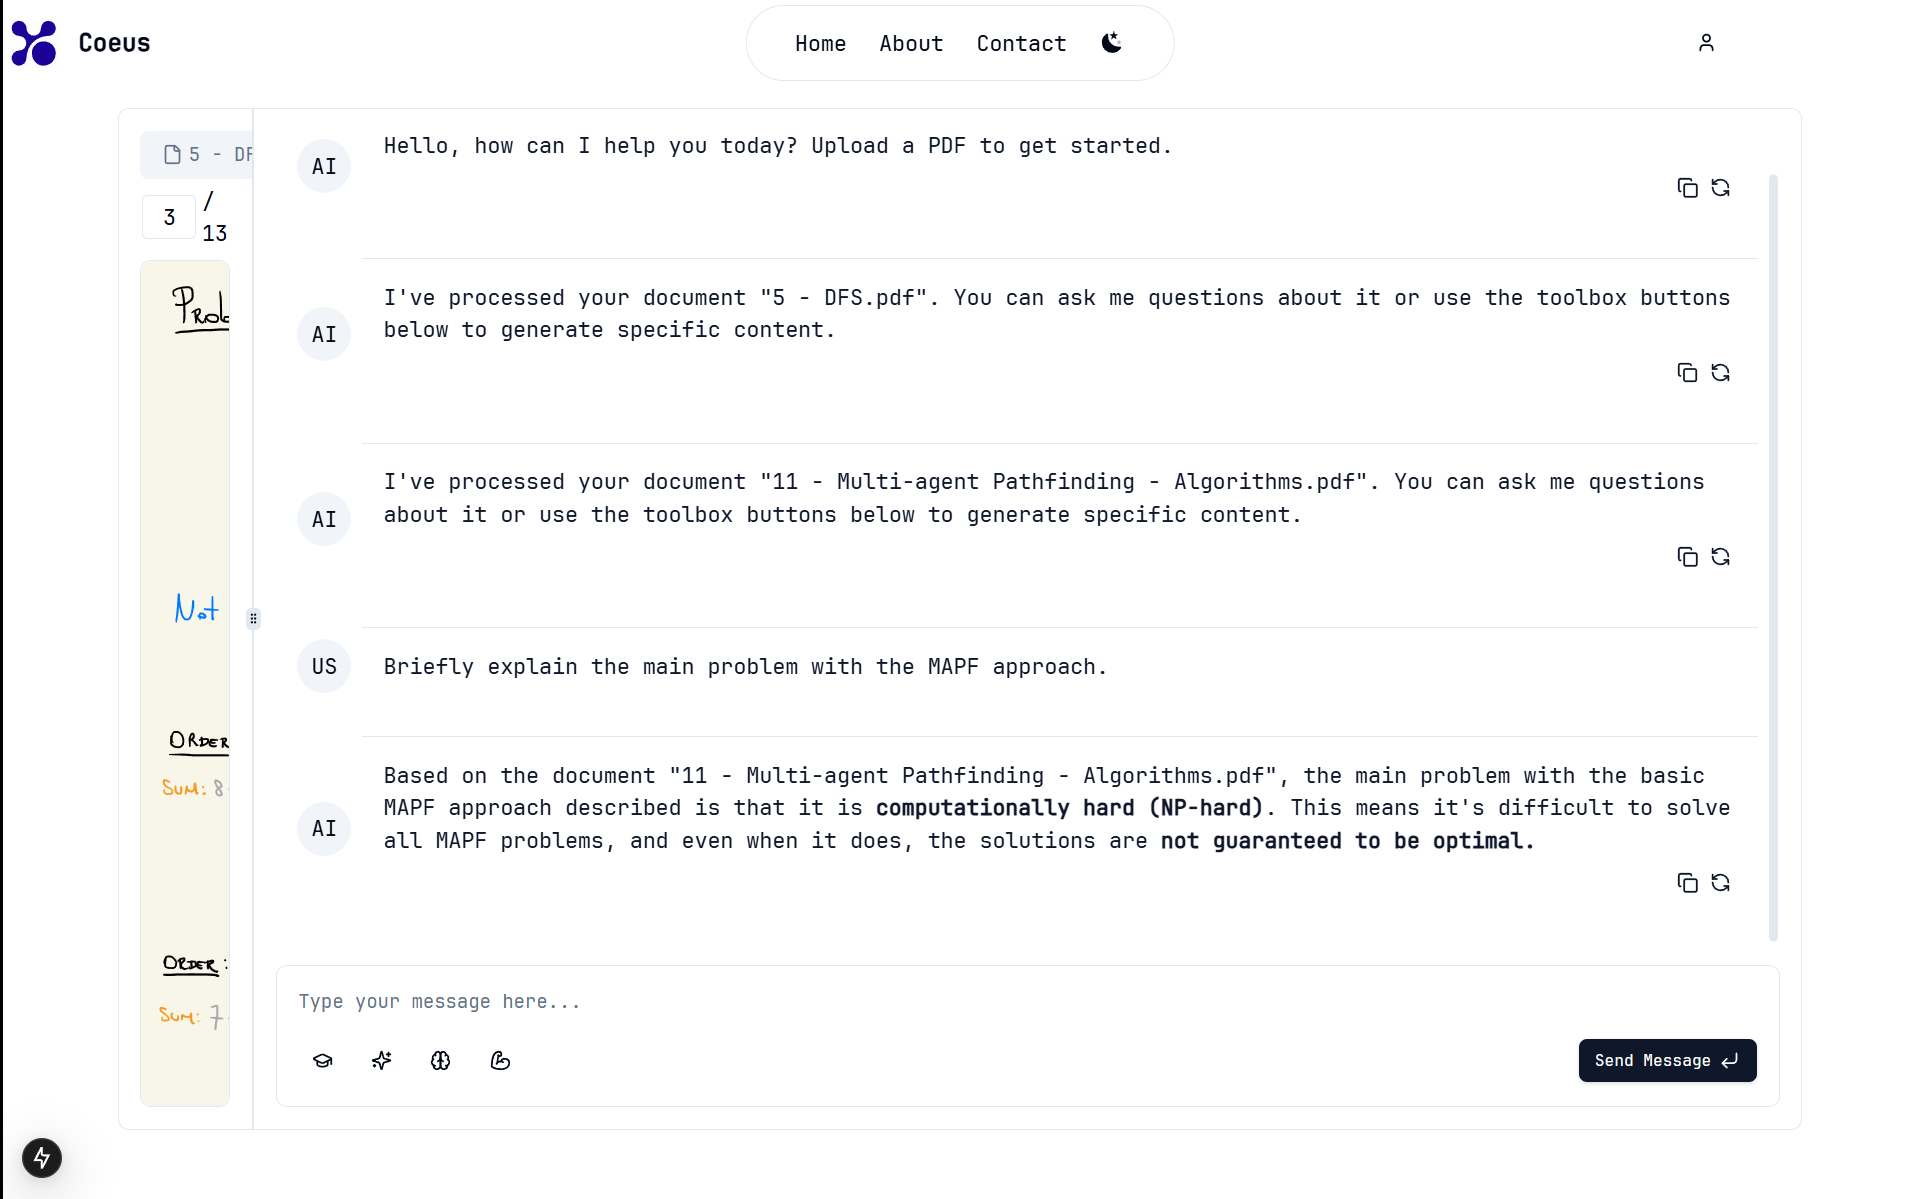 Coeus
Home About Contact
5 - DF
3 /
13
Not
ORDER
SUM: 8
ORDER:
SUM: 7
AI
Hello, how can I help you today? Upload a PDF to get started.
AI
I've processed your document "5 - DFS.pdf". You can ask me questions about it or use the toolbox buttons
below to generate specific content.
AI
I've processed your document "11 - Multi-agent Pathfinding - Algorithms.pdf". You can ask me questions
about it or use the toolbox buttons below to generate specific content.
US
Briefly explain the main problem with the MAPF approach.
AI
Based on the document "11 - Multi-agent Pathfinding - Algorithms.pdf", the main problem with the basic
MAPF approach described is that it is computationally hard (NP-hard). This means it's difficult to solve
all MAPF problems, and even when it does, the solutions are not guaranteed to be optimal.
Type your message here...
Send Message